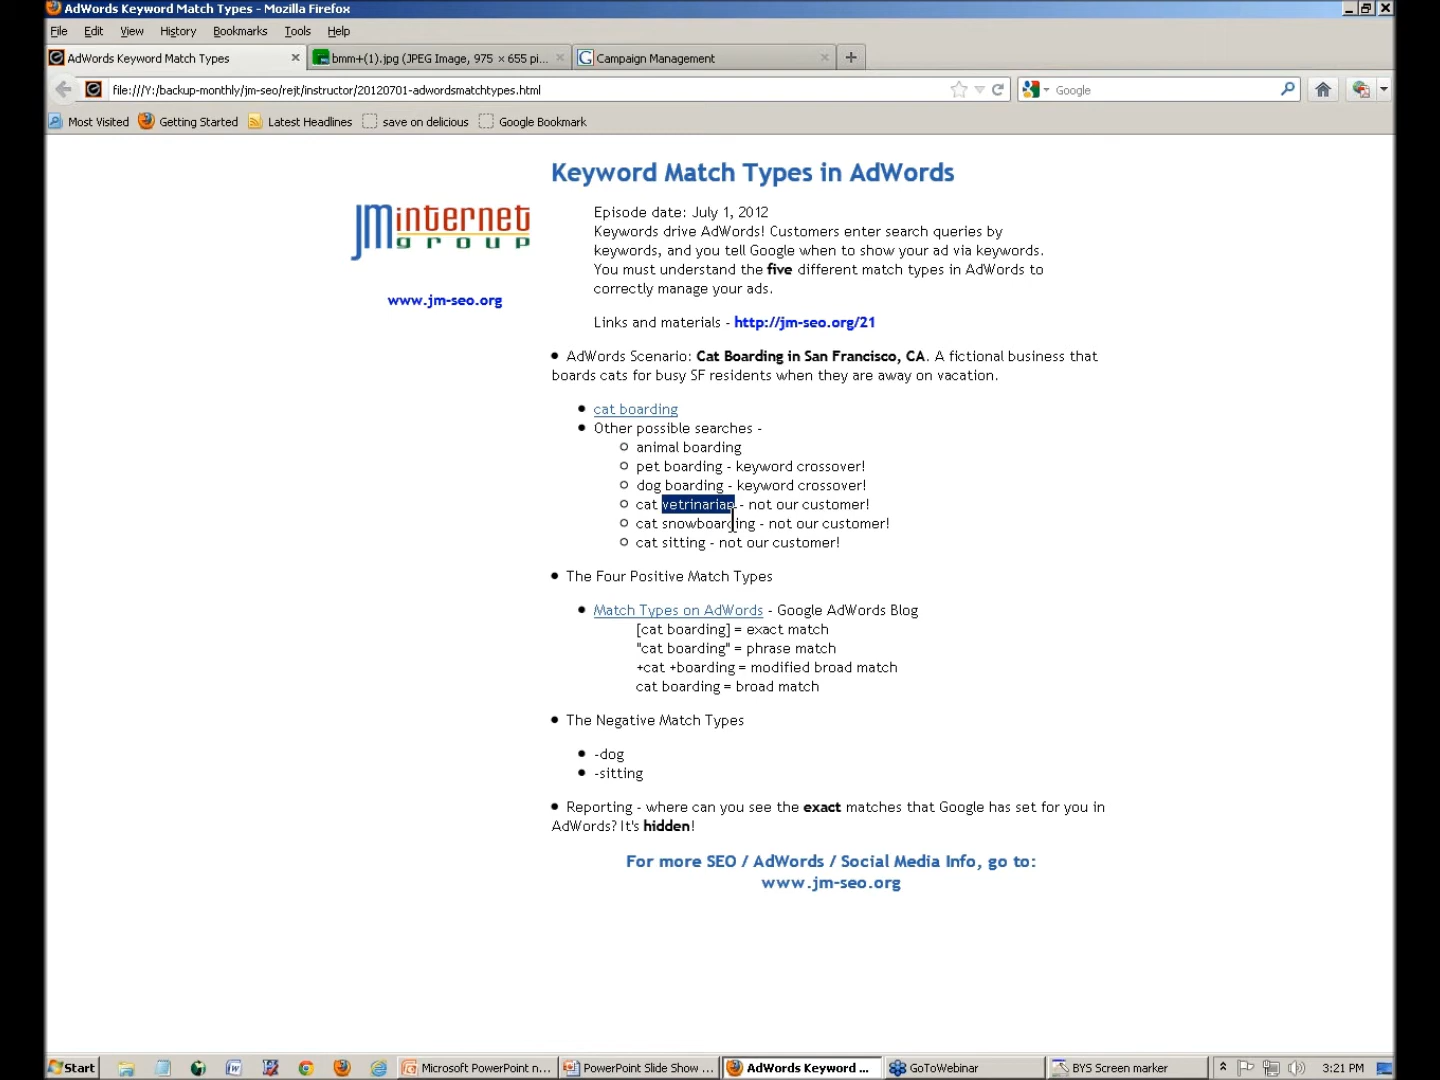 AdWords Keyword Match Types - Mozilla Firefox
File Edit View History Bookmarks Tools Help
AdWords Keyword Match Types
bmm+(1).jpg (JPEG Image, 975 × 655 pi...
Campaign Management
file:///Y:/backup-monthly/jm-seo/rejt/instructor/20120701-adwordsmatchtypes.html
Google
Most Visited Getting Started Latest Headlines save on delicious Google Bookmark
Keyword Match Types in AdWords
JMinternet
group
www.jm-seo.org
Episode date: July 1, 2012
Keywords drive AdWords! Customers enter search queries by
keywords, and you tell Google when to show your ad via keywords.
You must understand the five different match types in AdWords to
correctly manage your ads.
Links and materials - http://jm-seo.org/21
• AdWords Scenario: Cat Boarding in San Francisco, CA. A fictional business that
boards cats for busy SF residents when they are away on vacation.
• cat boarding
• Other possible searches -
○ animal boarding
○ pet boarding - keyword crossover!
○ dog boarding - keyword crossover!
○ cat vetrinarian - not our customer!
○ cat snowboarding - not our customer!
○ cat sitting - not our customer!
• The Four Positive Match Types
• Match Types on AdWords - Google AdWords Blog
[cat boarding] = exact match
"cat boarding" = phrase match
+cat +boarding = modified broad match
cat boarding = broad match
• The Negative Match Types
• -dog
• -sitting
• Reporting - where can you see the exact matches that Google has set for you in
AdWords? It's hidden!
For more SEO / AdWords / Social Media Info, go to:
www.jm-seo.org
Start
Microsoft PowerPoint n...
PowerPoint Slide Show ...
AdWords Keyword ...
GoToWebinar
BYS Screen marker
3:21 PM